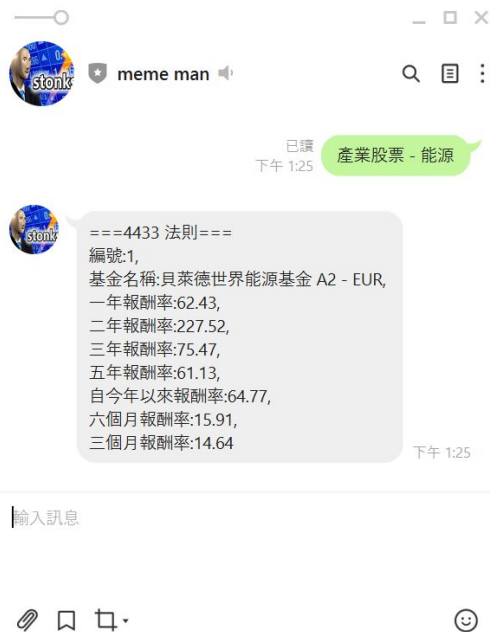 stonks
meme man
已讀
下午 1:25
產業股票 - 能源
stonks
===4433 法則===
編號:1,
基金名稱:貝萊德世界能源基金 A2 - EUR,
一年報酬率:62.43,
二年報酬率:227.52,
三年報酬率:75.47,
五年報酬率:61.13,
自今年以來報酬率:64.77,
六個月報酬率:15.91,
三個月報酬率:14.64
下午 1:25
輸入訊息